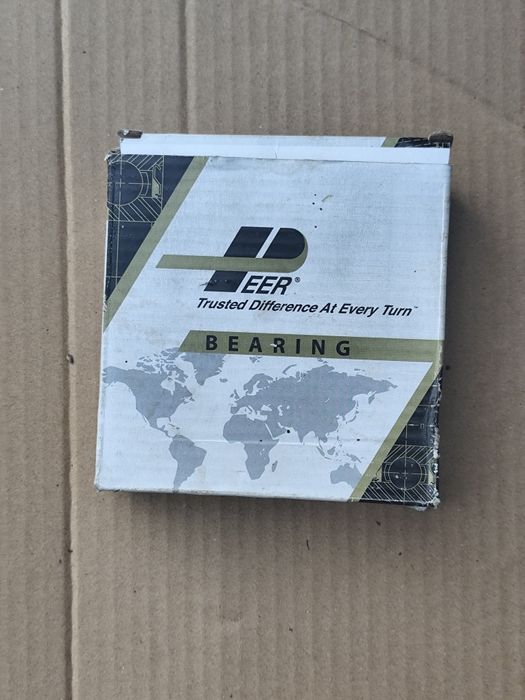 PEER®
Trusted Difference At Every Turn™
BEARING